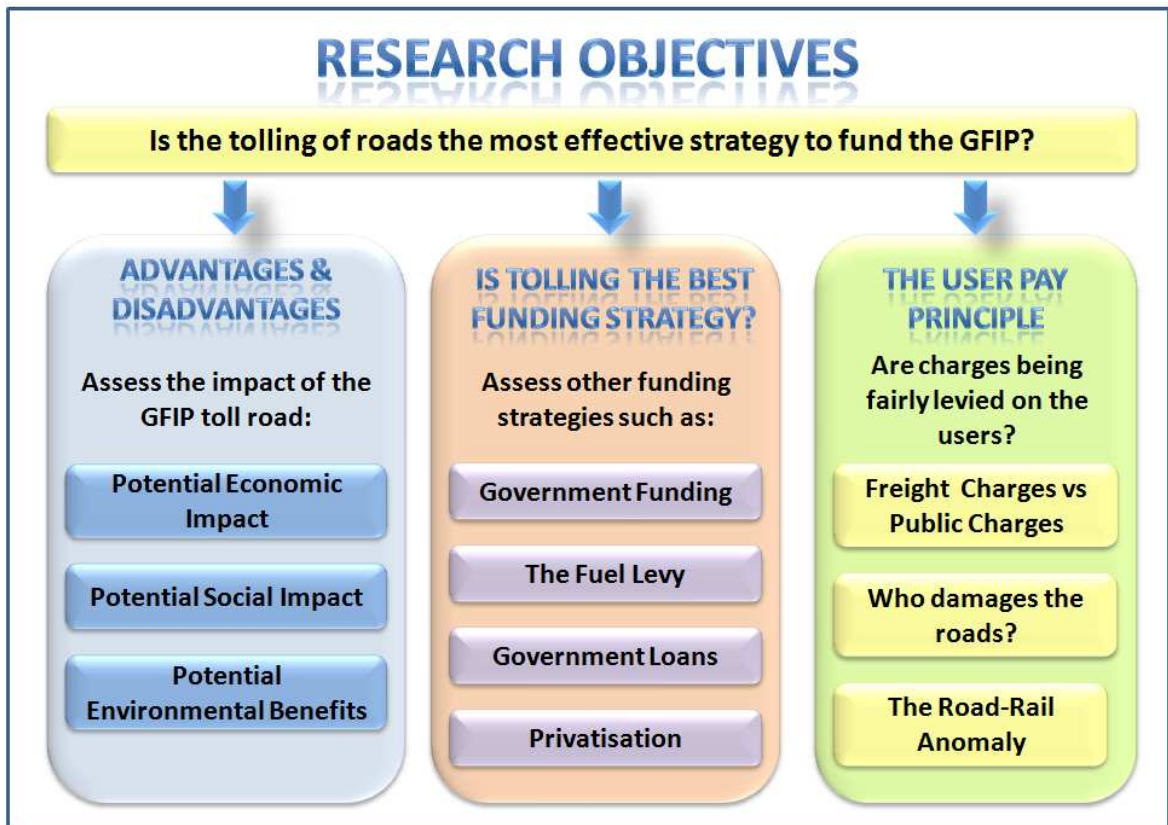 RESEARCH OBJECTIVES
Is the tolling of roads the most effective strategy to fund the GFIP?
ADVANTAGES &
DISADVANTAGES
Assess the impact of the
GFIP toll road:
Potential Economic
Impact
Potential Social Impact
Potential
Environmental Benefits
IS TOLLING THE BEST
FUNDING STRATEGY?
Assess other funding
strategies such as:
Government Funding
The Fuel Levy
Government Loans
Privatisation
THE USER PAY
PRINCIPLE
Are charges being
fairly levied on the
users?
Freight Charges vs
Public Charges
Who damages the
roads?
The Road-Rail
Anomaly